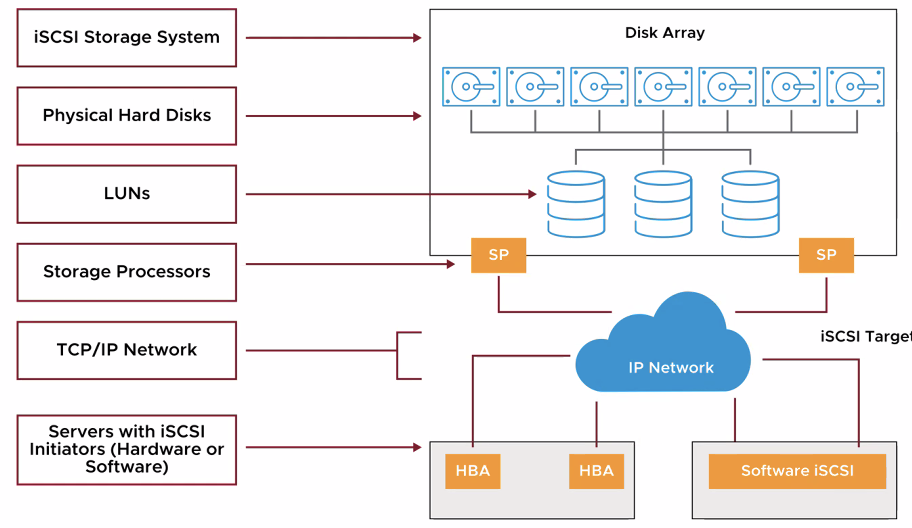 iSCSI Storage System
Disk Array
Physical Hard Disks
LUNs
Storage Processors
SP
SP
TCP/IP Network
iSCSI Target
IP Network
Servers with iSCSI
Initiators (Hardware or
Software)
HBA
HBA
Software iSCSI